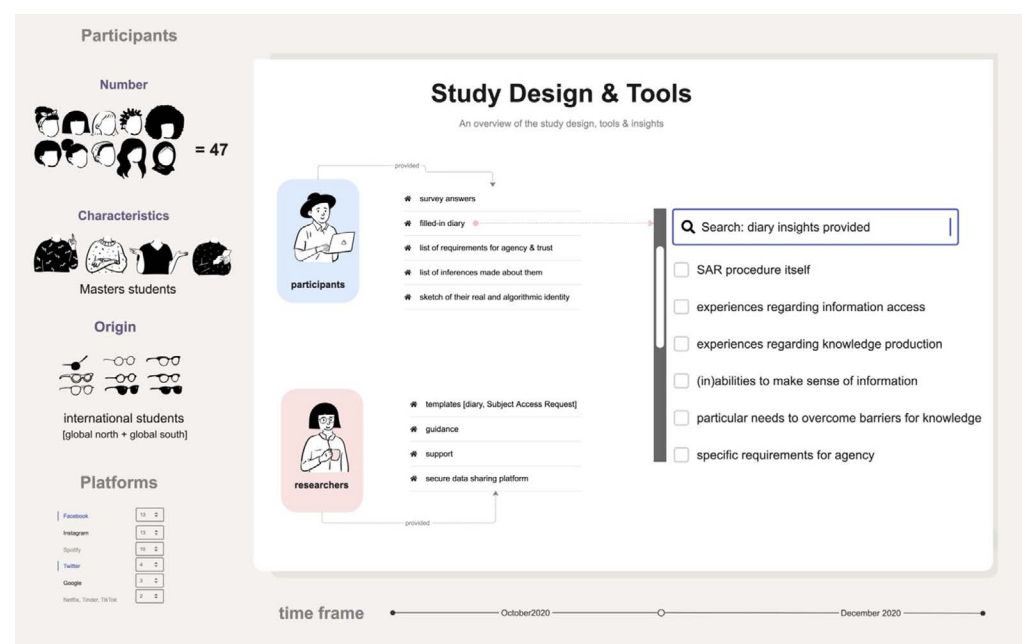 Participants
Number
= 47
Characteristics
Masters students
Origin
international students
[global north + global south]
Platforms
Facebook 13
Instagram 13
Spotify 10
Twitter 4
Google 3
Netflix, Tinder, TikTok
Study Design & Tools
An overview of the study design, tools & insights
provided
participants
survey answers
filled-in diary
list of requirements for agency & trust
list of inferences made about them
sketch of their real and algorithmic identity
researchers
templates [diary, Subject Access Request]
guidance
support
secure data sharing platform
provided
Search: diary insights provided
SAR procedure itself
experiences regarding information access
experiences regarding knowledge production
(in)abilities to make sense of information
particular needs to overcome barriers for knowledge
specific requirements for agency
time frame
October2020
December 2020